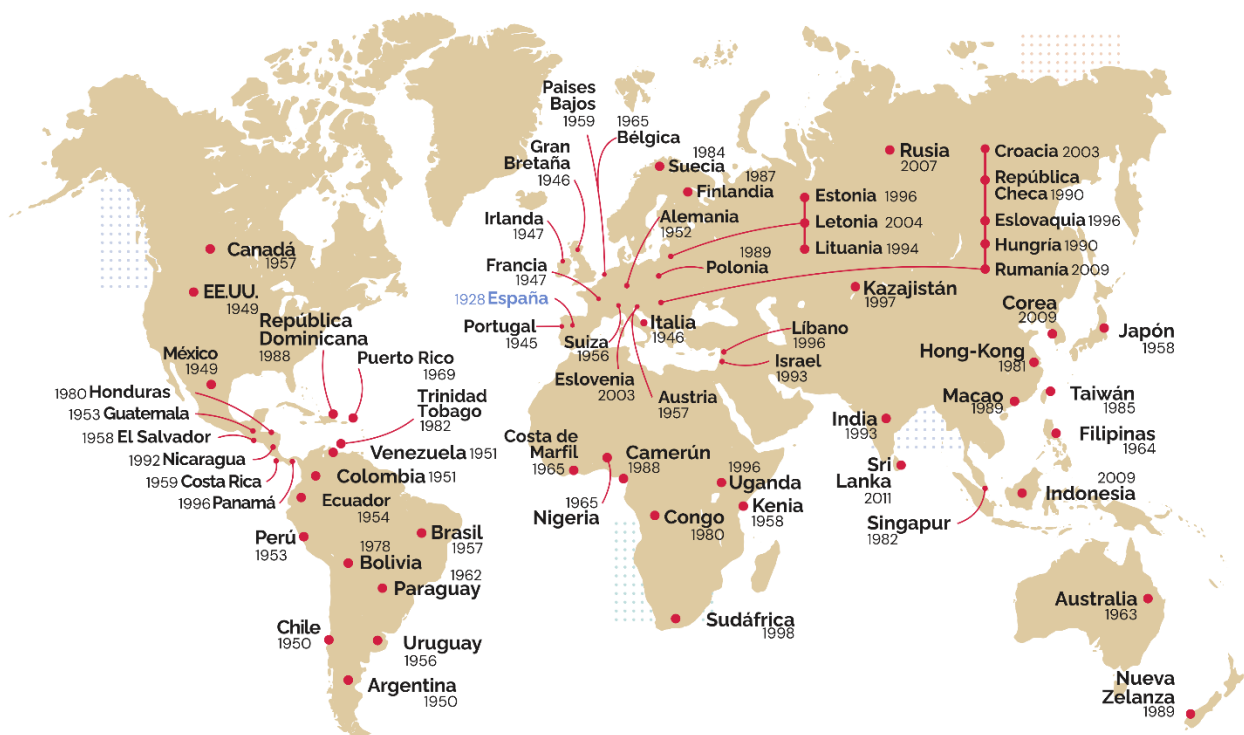 Canadá
1957
EE.UU.
1949
República
Dominicana
1988
Puerto Rico
1969
México
1949
1980 Honduras
1953 Guatemala
1958 El Salvador
1992 Nicaragua
1959 Costa Rica
1996 Panamá
Trinidad
Tobago
1982
Venezuela 1951
Colombia 1951
Ecuador
1954
Perú
1953
Brasil
1957
1978
Bolivia
1962
Paraguay
Chile
1950
Uruguay
1956
Argentina
1950
Paises
Bajos
1959
1965
Bélgica
Gran
Bretaña
1946
1984
Suecia
1987
Finlandia
Irlanda
1947
Alemania
1952
Francia
1947
1989
Polonia
1928 España
Portugal
1945
Suiza
1956
Italia
1946
Eslovenia
2003
Austria
1957
Líbano
1996
Israel
1993
Estonia 1996
Letonia 2004
Lituania 1994
Rusia
2007
Croacia 2003
República
Checa 1990
Eslovaquia 1996
Hungría 1990
Rumanía 2009
Kazajistán
1997
Corea
2009
Japón
1958
Hong-Kong
1981
Macao
1989
Taiwán
1985
India
1993
Filipinas
1964
Sri
Lanka
2011
2009
Indonesia
Singapur
1982
Costa de
Marfil
1965
Camerún
1988
1965
Nigeria
1996
Uganda
Kenia
1958
Congo
1980
Sudáfrica
1998
Australia
1963
Nueva
Zelanza
1989